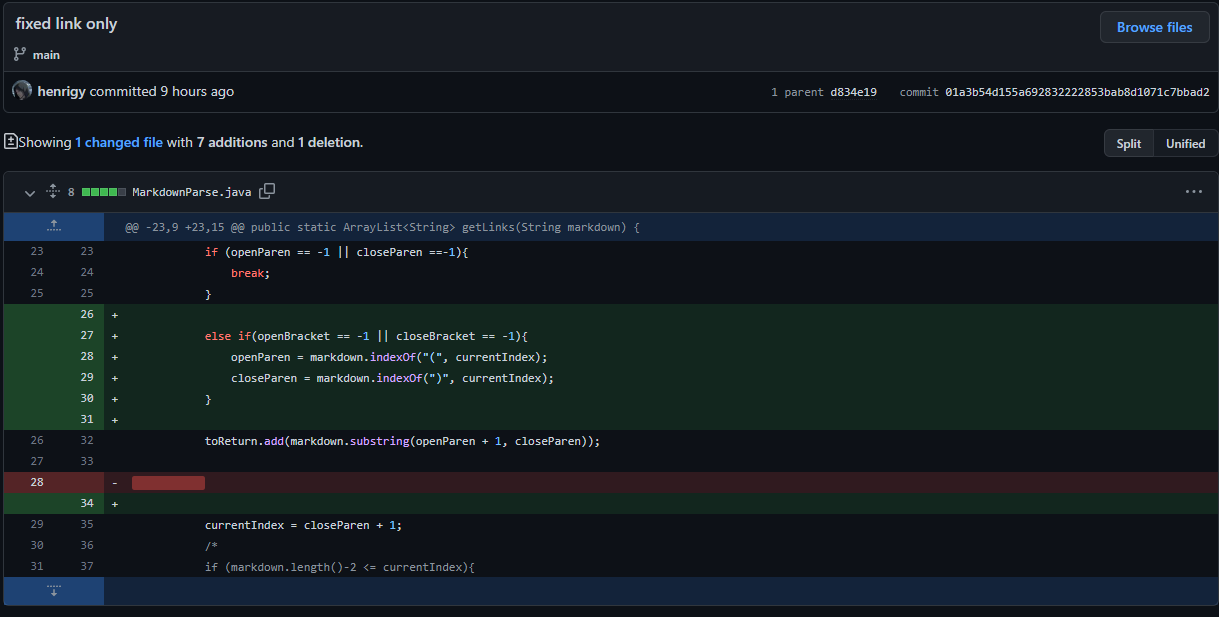 fixed link only
Browse files
main
henrigy committed 9 hours ago
1 parent d834e19 commit 01a3b54d155a692832222853bab8d1071c7bbad2
Showing 1 changed file with 7 additions and 1 deletion.
Split Unified
8 MarkdownParse.java
@@ -23,9 +23,15 @@ public static ArrayList<String> getLinks(String markdown) {
23 23 if (openParen == -1 || closeParen ==-1){
24 24 break;
25 25 }
26 +
27 + else if(openBracket == -1 || closeBracket == -1){
28 + openParen = markdown.indexOf("(", currentIndex);
29 + closeParen = markdown.indexOf(")", currentIndex);
30 + }
31 +
26 32 toReturn.add(markdown.substring(openParen + 1, closeParen));
27 33
28 -
34 +
29 35 currentIndex = closeParen + 1;
30 36 /*
31 37 if (markdown.length()-2 <= currentIndex){